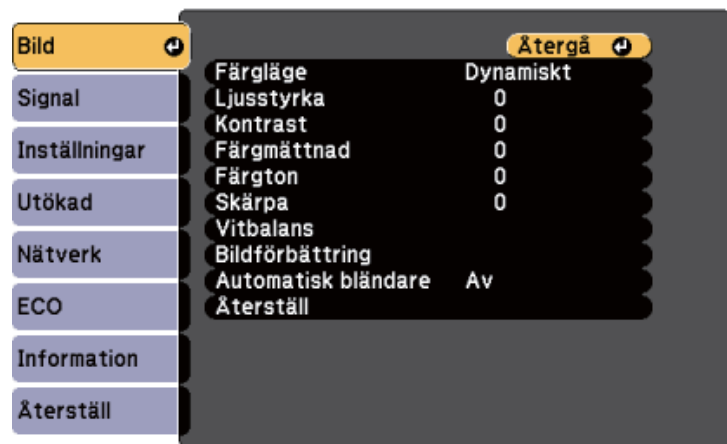 Bild
Signal
Inställningar
Utökad
Nätverk
ECO
Information
Återställ
Återgå
Färgläge Dynamiskt
Ljusstyrka 0
Kontrast 0
Färgmättnad 0
Färgton 0
Skärpa 0
Vitbalans
Bildförbättring
Automatisk bländare Av
Återställ